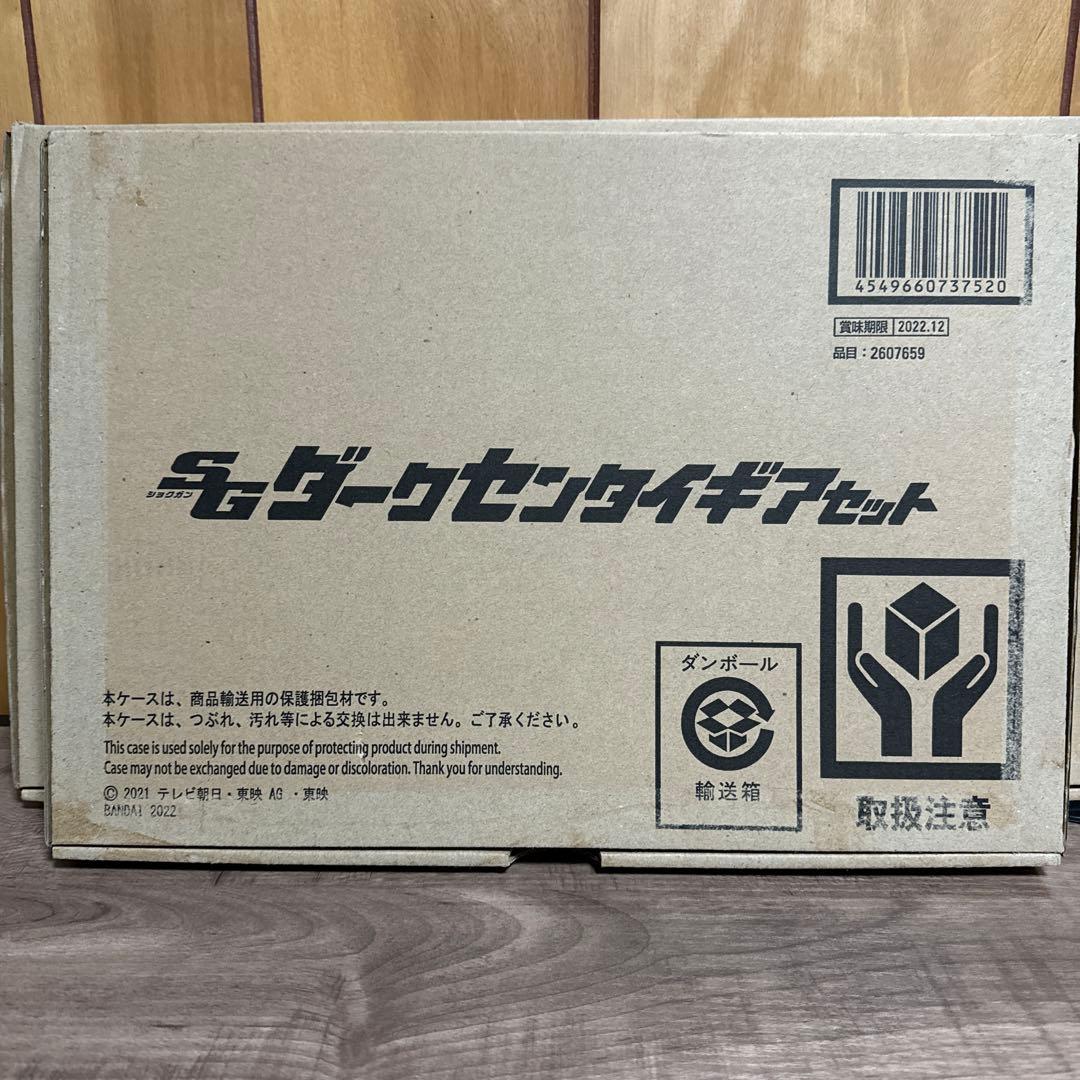 4549660737520
賞味期限 2022.12
品目：2607659
SGダークセンタイギアセット
ショクガン
本ケースは、商品輸送用の保護梱包材です。
本ケースは、つぶれ、汚れ等による交換は出来ません。ご了承ください。
This case is used solely for the purpose of protecting product during shipment.
Case may not be exchanged due to damage or discoloration. Thank you for understanding.
© 2021 テレビ朝日・東映 AG ・東映
BANDAI 2022
ダンボール
輸送箱
取扱注意